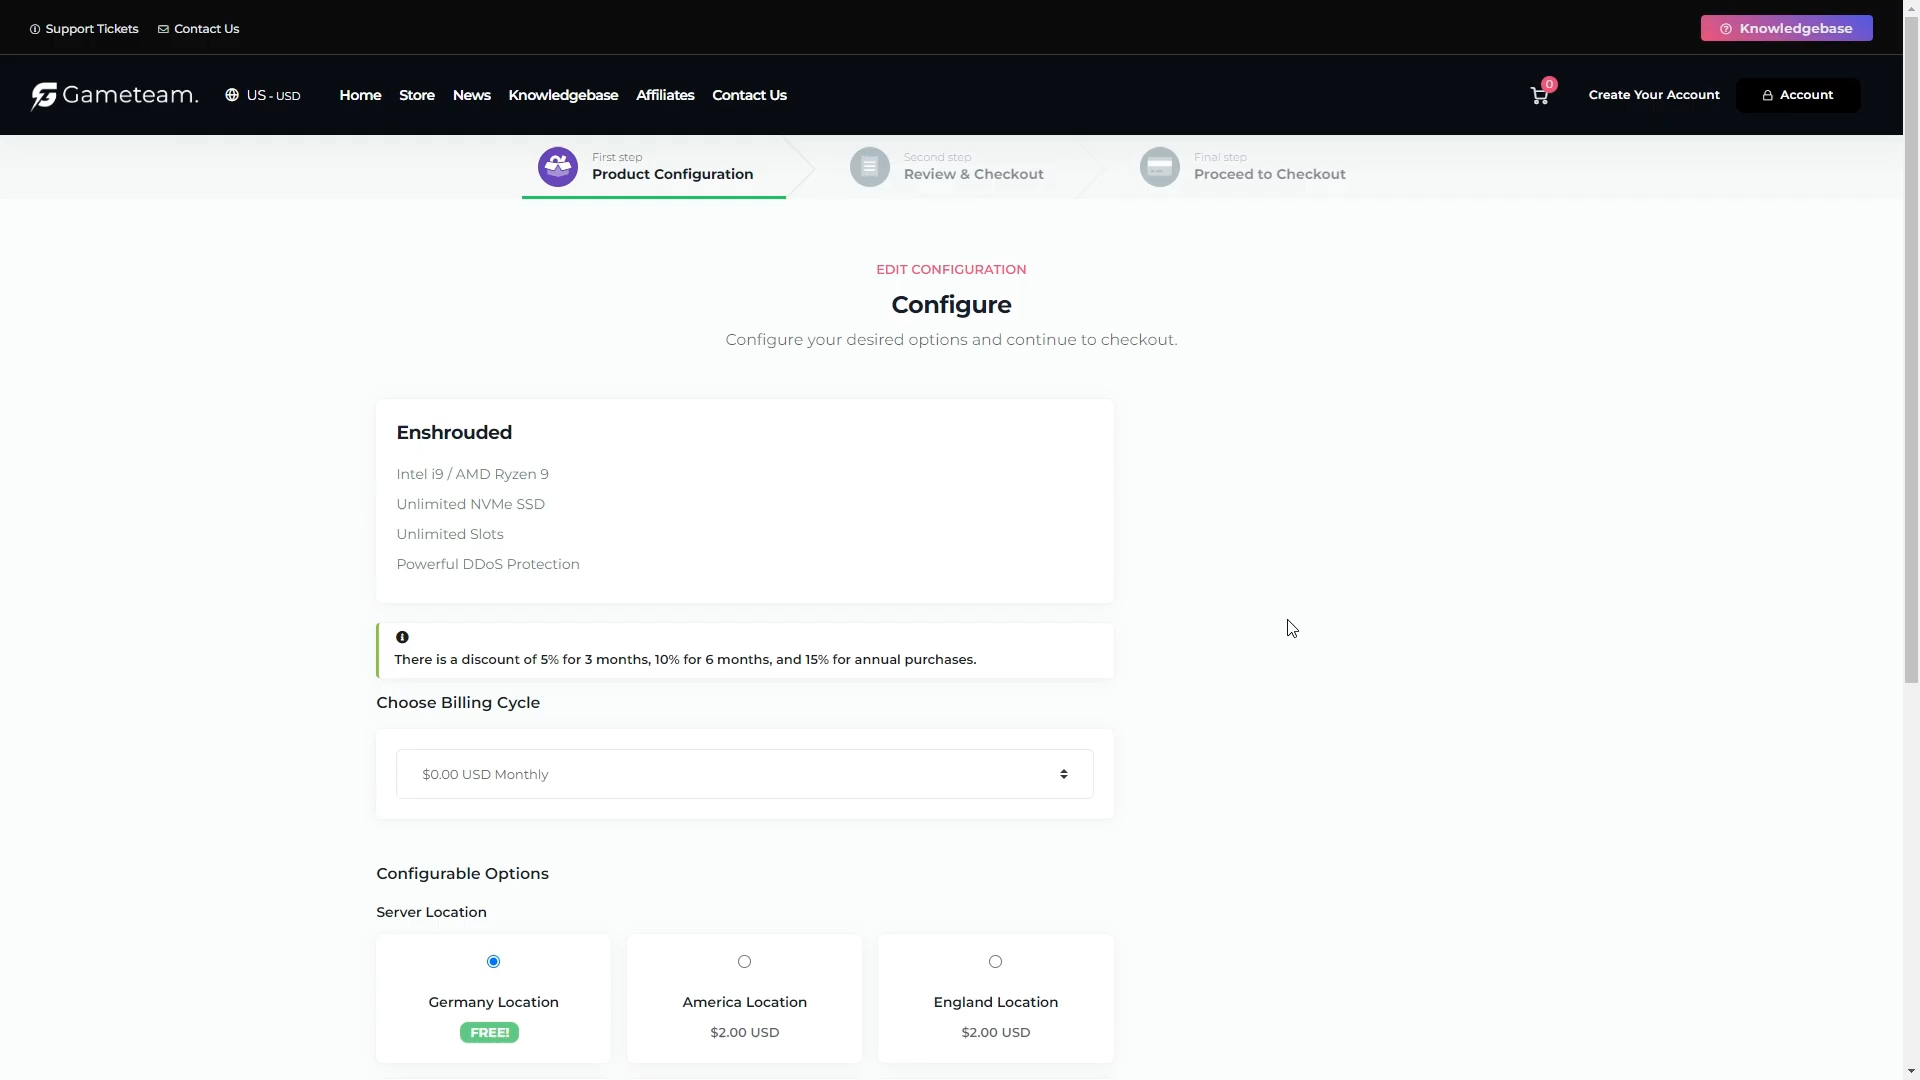 Support Tickets
Contact Us
Knowledgebase
Gameteam.
US - USD
Home
Store
News
Knowledgebase
Affiliates
Contact Us
0
Create Your Account
Account
First step
Product Configuration
Second step
Review & Checkout
Final step
Proceed to Checkout
EDIT CONFIGURATION
Configure
Configure your desired options and continue to checkout.
Enshrouded
Intel i9 / AMD Ryzen 9
Unlimited NVMe SSD
Unlimited Slots
Powerful DDoS Protection
There is a discount of 5% for 3 months, 10% for 6 months, and 15% for annual purchases.
Choose Billing Cycle
$0.00 USD Monthly
Configurable Options
Server Location
Germany Location
FREE!
America Location
$2.00 USD
England Location
$2.00 USD